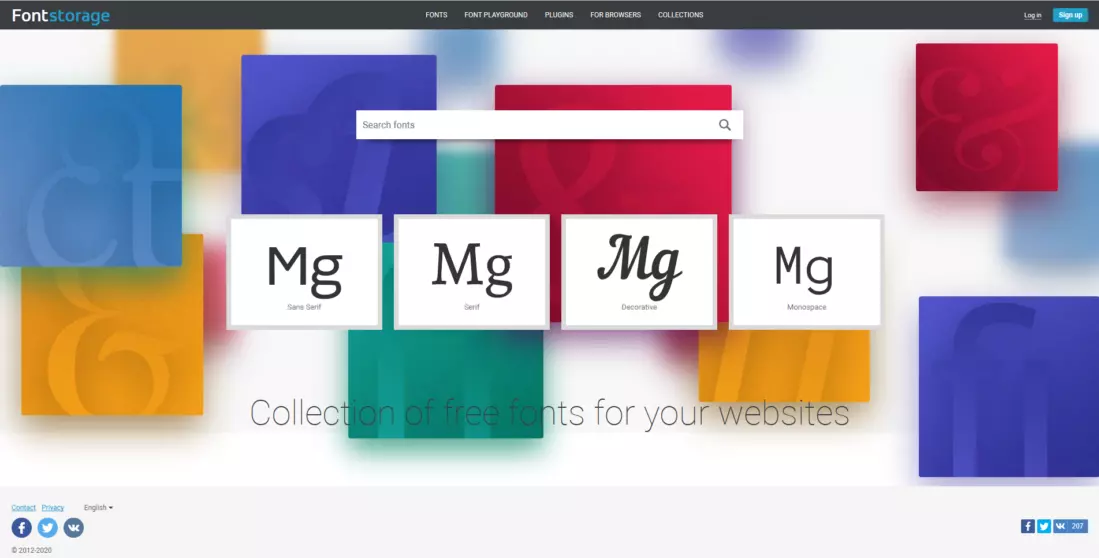 Fontstorage
FONTS FONT PLAYGROUND PLUGINS FOR BROWSERS COLLECTIONS
Log in Sign up
Search fonts
ct
&
&
&
Mg Mg Mg Mg
Sans Serif Serif Decorative Monospace
Collection of free fonts for your websites
Contact Privacy English
207
© 2012-2020